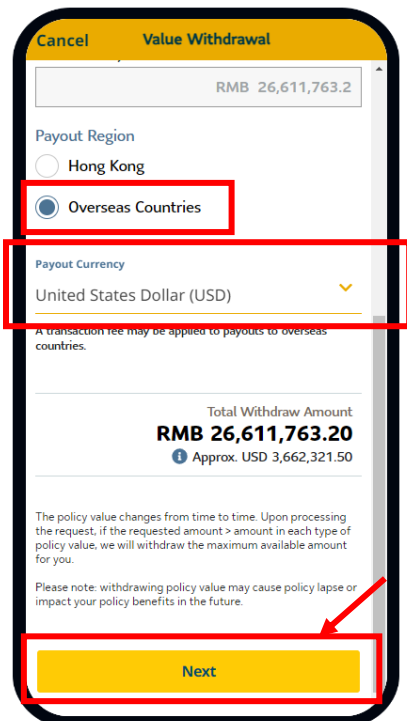 Cancel Value Withdrawal
RMB 26,611,763.2
Payout Region
Hong Kong
Overseas Countries
Payout Currency
United States Dollar (USD)
A transaction fee may be applied to payouts to overseas
countries.
Total Withdraw Amount
RMB 26,611,763.20
Approx. USD 3,662,321.50
The policy value changes from time to time. Upon processing
the request, if the requested amount > amount in each type of
policy value, we will withdraw the maximum available amount
for you.
Please note: withdrawing policy value may cause policy lapse or
impact your policy benefits in the future.
Next